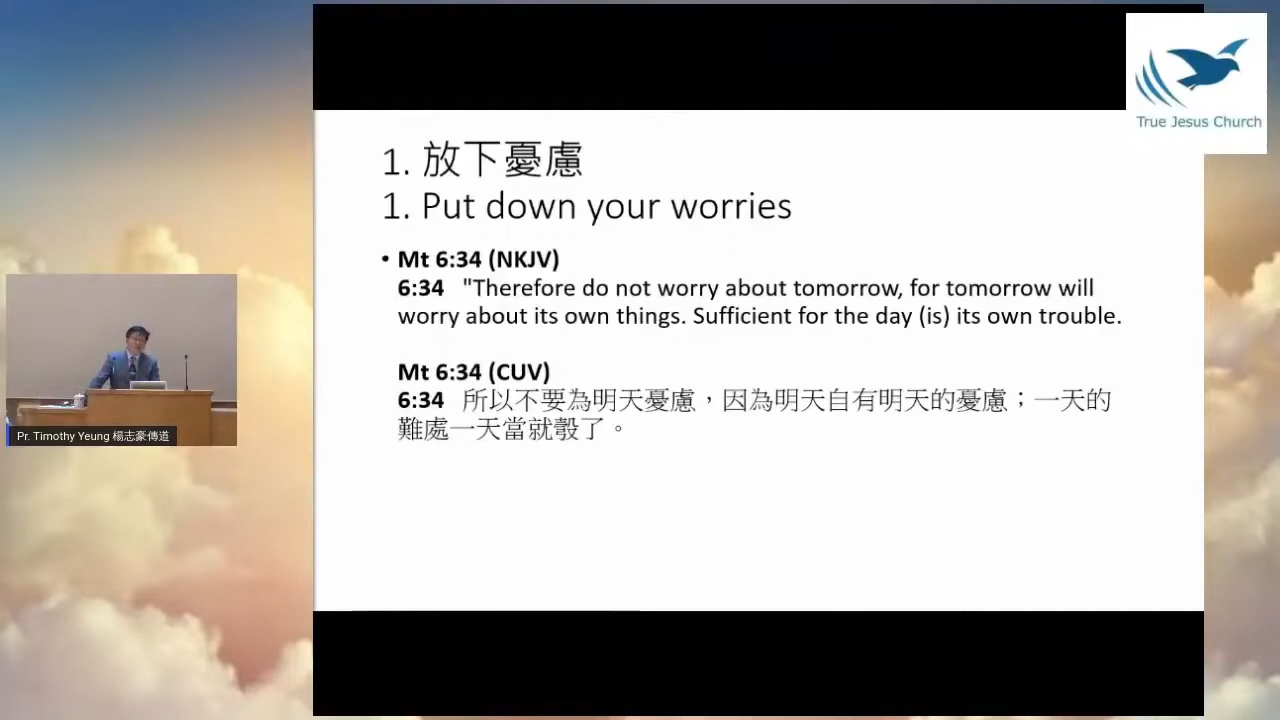 True Jesus Church
1. 放下憂慮
1. Put down your worries
• Mt 6:34 (NKJV)
6:34 "Therefore do not worry about tomorrow, for tomorrow will
worry about its own things. Sufficient for the day (is) its own trouble.
Mt 6:34 (CUV)
6:34 所以不要為明天憂慮，因為明天自有明天的憂慮；一天的
難處一天當就彀了。
Pr. Timothy Yeung 楊志豪傳道